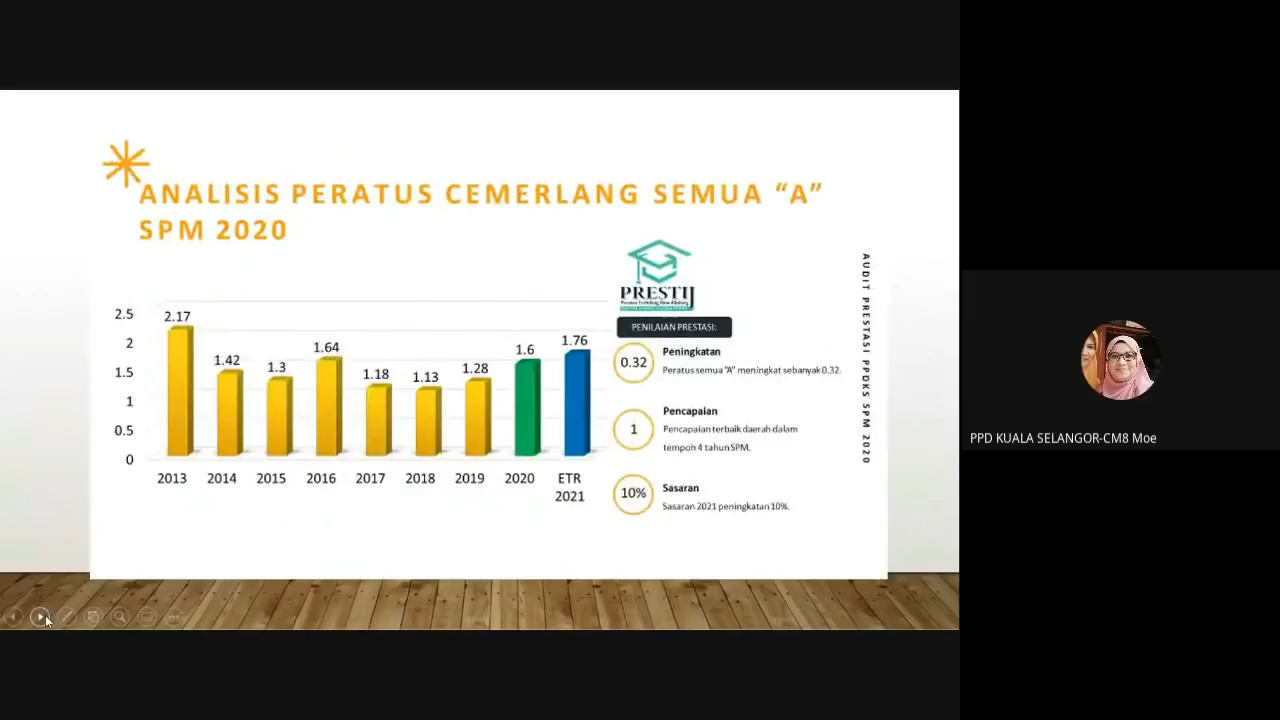 ANALISIS PERATUS CEMERLANG SEMUA “A”
SPM 2020
PRESTIJ
PENILAIAN PRESTASI:
2.5
2
1.5
1
0.5
0
2.17
1.42
1.3
1.64
1.18
1.13
1.28
1.6
1.76
2013
2014
2015
2016
2017
2018
2019
2020
ETR
2021
0.32
Peningkatan
Peratus semua “A” meningkat sebanyak 0.32.
1
Pencapaian
Pencapaian terbaik daerah dalam
tempoh 4 tahun SPM.
10%
Sasaran
Sasaran 2021 peningkatan 10%.
AUDIT PRESTASI PPDKS SPM 2020
PPD KUALA SELANGOR-CM8 Moe